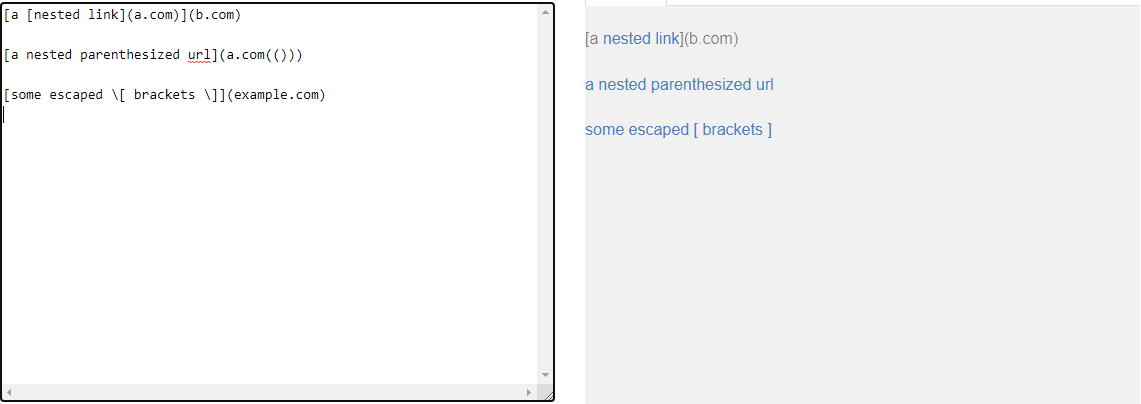 [a [nested link](a.com)](b.com)
[a nested parenthesized url](a.com(()))
[some escaped \[ brackets \]](example.com)
[a nested link](b.com)
a nested parenthesized url
some escaped [ brackets ]